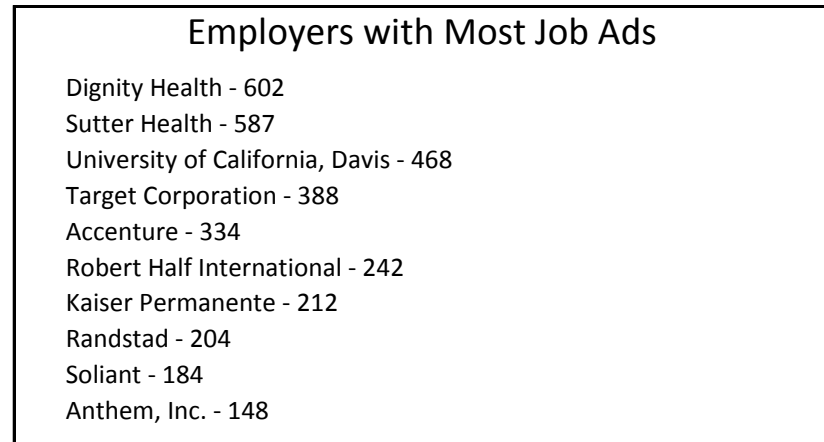 Employers with Most Job Ads
Dignity Health - 602
Sutter Health - 587
University of California, Davis - 468
Target Corporation - 388
Accenture - 334
Robert Half International - 242
Kaiser Permanente - 212
Randstad - 204
Soliant - 184
Anthem, Inc. - 148